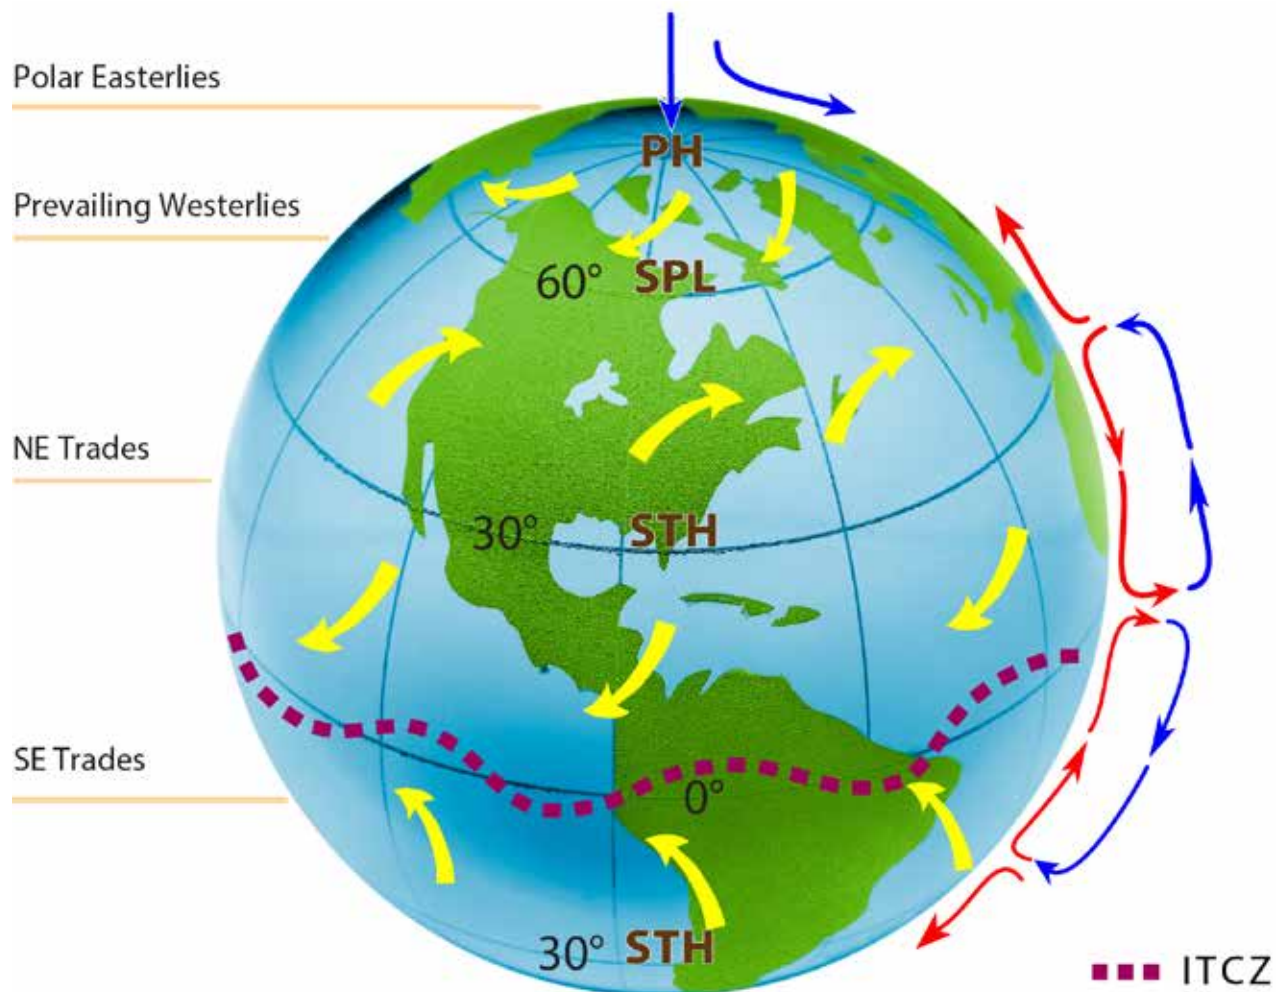 Polar Easterlies
PH
Prevailing Westerlies
60° SPL
NE Trades
30° STH
SE Trades
0°
30° STH
ITCZ